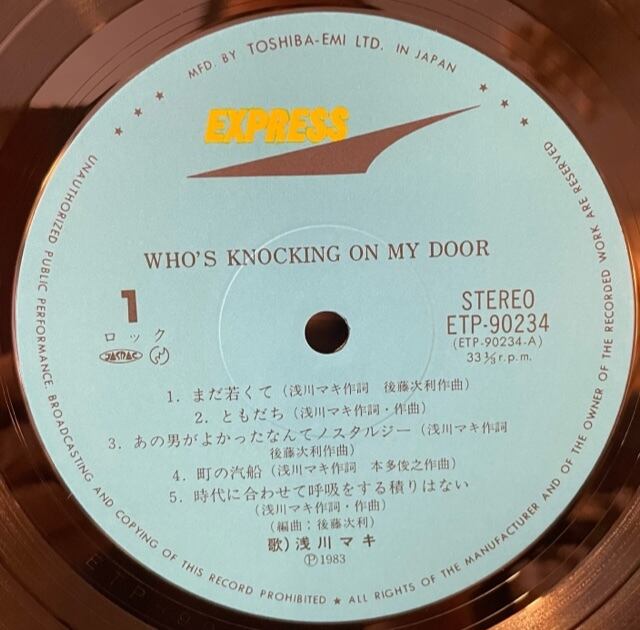 MFD. BY TOSHIBA-EMI LTD. IN JAPAN
★ ★ ★
★ ★ ★
EXPRESS
WHO'S KNOCKING ON MY DOOR
1
ロック
JASRAC
STEREO
ETP-90234
(ETP-90234-A)
33⅓r.p.m.
1. まだ若くて(浅川マキ作詞 後藤次利作曲)
2. ともだち(浅川マキ作詞・作曲)
3. あの男がよかったなんてノスタルジー(浅川マキ作詞
後藤次利作曲)
4. 町の汽船(浅川マキ作詞 本多俊之作曲)
5. 時代に合わせて呼吸をする積りはない
(浅川マキ作詞・作曲)
(編曲:後藤次利)
歌)浅川マキ
Ⓟ1983
UNAUTHORIZED PUBLIC PERFORMANCE. BROADCASTING AND COPYING OF THIS RECORD PROHIBITED ★ ALL RIGHTS OF THE MANUFACTURER AND OF THE OWNER OF THE RECORDED WORK ARE RESERVED